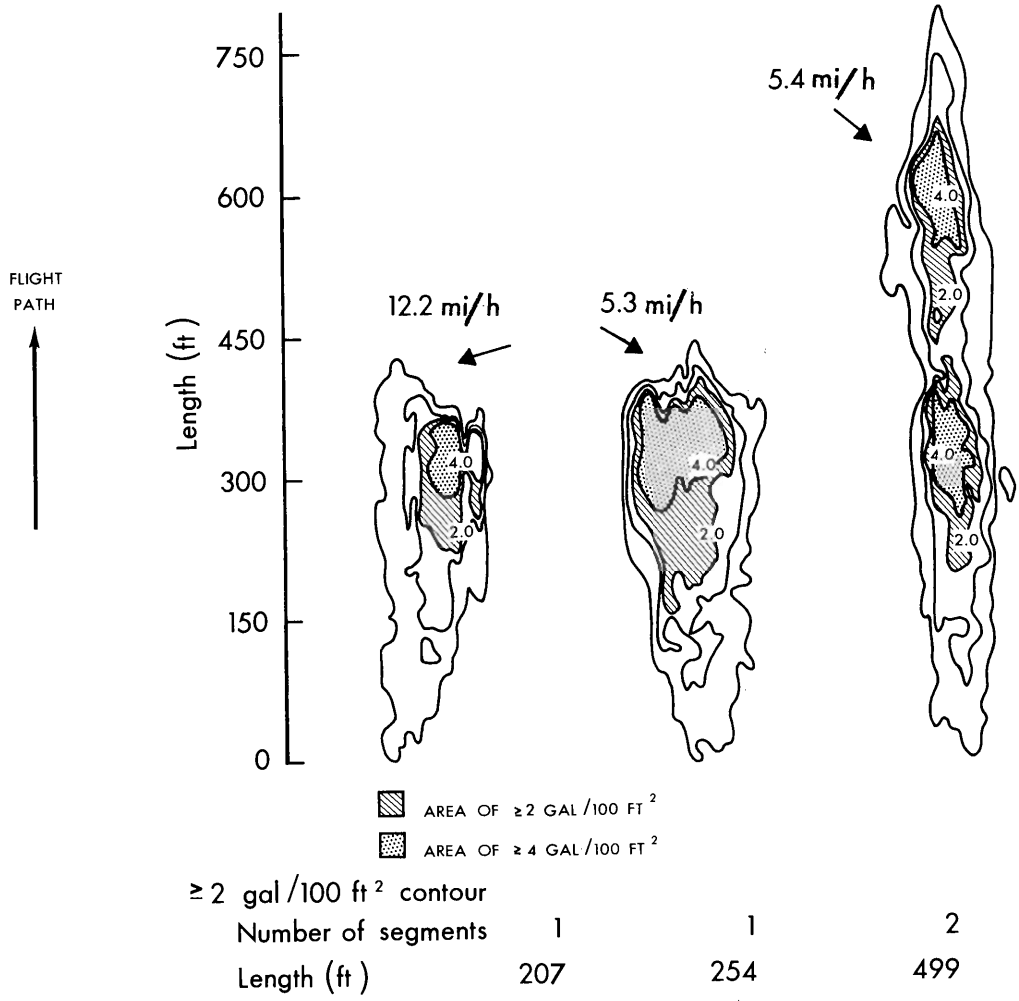 750
5.4 mi/h
600
4.0
FLIGHT
PATH
12.2 mi/h
5.3 mi/h
2.0
450
Length (ft)
4.0
4.0
4.0
300
2.0
2.0
2.0
150
0
AREA OF ≥2 GAL/100 FT²
AREA OF ≥4 GAL/100 FT²
≥2 gal/100 ft² contour
Number of segments 1 1 2
Length (ft) 207 254 499